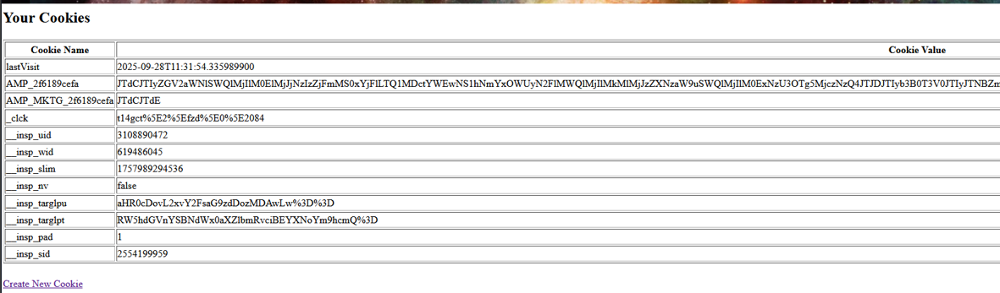 Your Cookies
Cookie Name Cookie Value
lastVisit 2025-09-28T11:31:54.335989900
AMP_2f6189cefa
AMP_MKTG_2f6189cefa JTdCJTdE
_clck t14gct%5E2%5Efzd%5E0%5E2084
__insp_uid 3108890472
__insp_wid 619486045
__insp_slim 1757989294536
__insp_nv false
__insp_targlpu aHR0cDovL2xvY2FsaG9zdDozMDAwLw%3D%3D
__insp_targlpt RW5hdGVnYSBNdWx0aXZlbmRvciBEYXNoYm9hcmQ%3D
__insp_pad 1
__insp_sid 2554199959
Create New Cookie